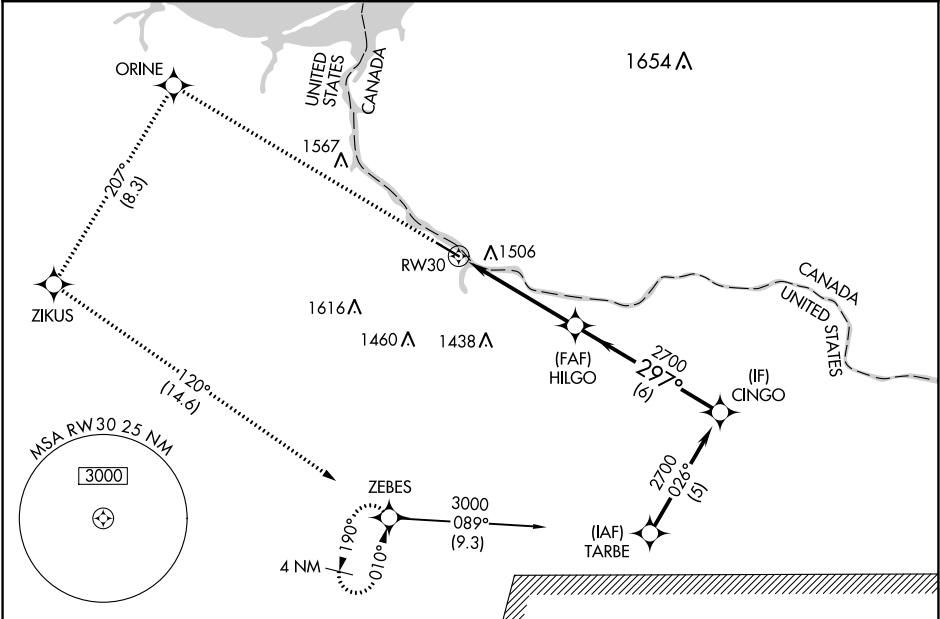 ORINE
UNITED
STATES
CANADA
1654
1567
207°
(8.3)
RW30
1506
CANADA
UNITED STATES
ZIKUS
1616
1460
1438
(FAF)
HILGO
2700
297°
(6)
(IF)
CINGO
120°
(14.6)
MSA RW30 25 NM
3000
ZEBES
3000
089°
(9.3)
2700
026°
(5)
(IAF)
TARBE
190°
010°
4 NM